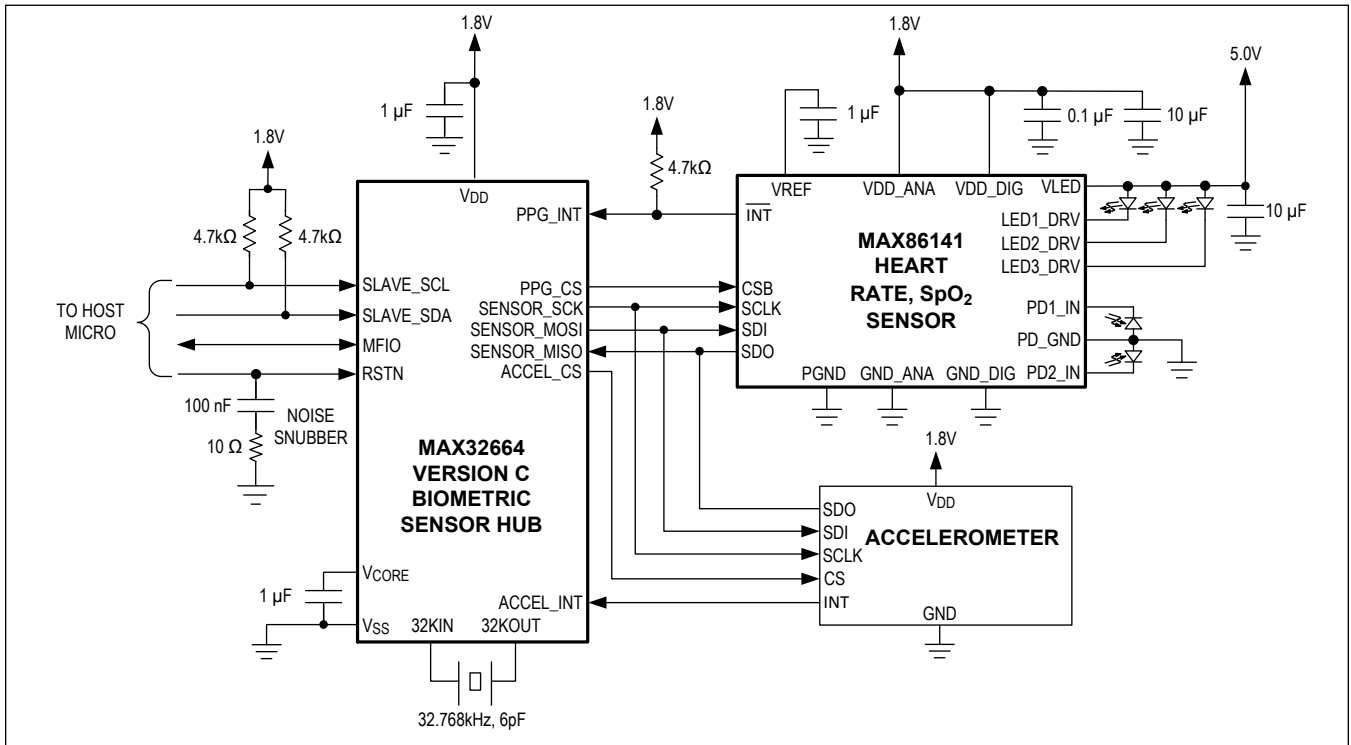 1.8V
1 µF
1.8V
4.7kΩ
4.7kΩ
TO HOST
MICRO
100 nF
NOISE
SNUBBER
10 Ω
1 µF
VDD
PPG_INT
SLAVE_SCL
SLAVE_SDA
MFIO
RSTN
PPG_CS
SENSOR_SCK
SENSOR_MOSI
SENSOR_MISO
ACCEL_CS
MAX32664
VERSION C
BIOMETRIC
SENSOR HUB
VCORE
VSS
32KIN
32KOUT
ACCEL_INT
32.768kHz, 6pF
1.8V
4.7kΩ
1 µF
1.8V
0.1 µF
10 µF
5.0V
10 µF
VREF
VDD_ANA
VDD_DIG
VLED
INT
LED1_DRV
LED2_DRV
LED3_DRV
MAX86141
HEART
RATE, SpO2
SENSOR
CSB
SCLK
SDI
SDO
PD1_IN
PD_GND
PD2_IN
PGND
GND_ANA
GND_DIG
1.8V
VDD
SDO
SDI
SCLK
CS
INT
ACCELEROMETER
GND